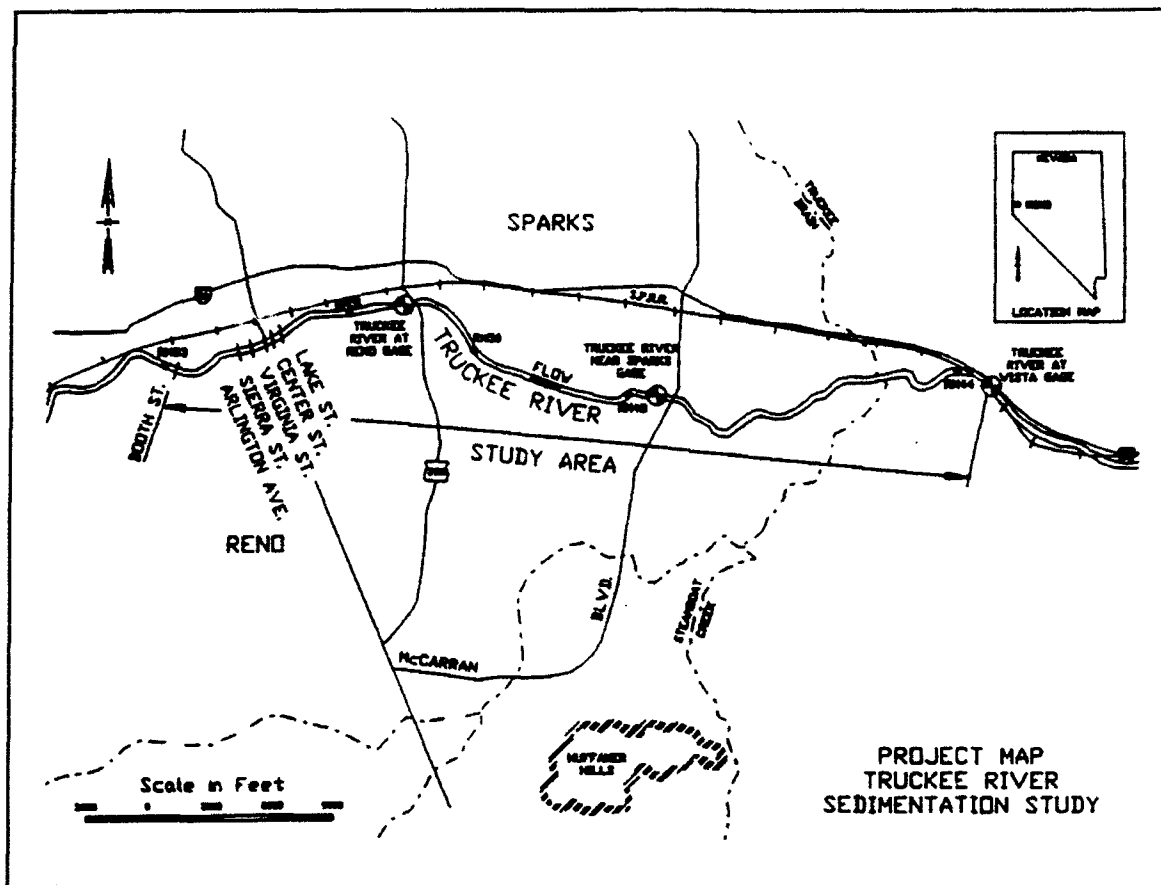 NEVADA
RENO
LOCATION MAP
SPARKS
TRUCKEE
S.P.R.R.
TRUCKEE
RIVER AT
RENO GAGE
TRUCKEE RIVER
NEAR SPARKS
GAGE
TRUCKEE
RIVER AT
VISTA GAGE
RM44
FLOW
TRUCKEE RIVER
LAKE ST.
CENTER ST.
VIRGINIA ST.
SIERRA ST.
ARLINGTON AVE.
BOOTH ST.
STUDY AREA
RENO
STEAMBOAT
CREEK
BLVD.
McCARRAN
HILLS
Scale in Feet
PROJECT MAP
TRUCKEE RIVER
SEDIMENTATION STUDY